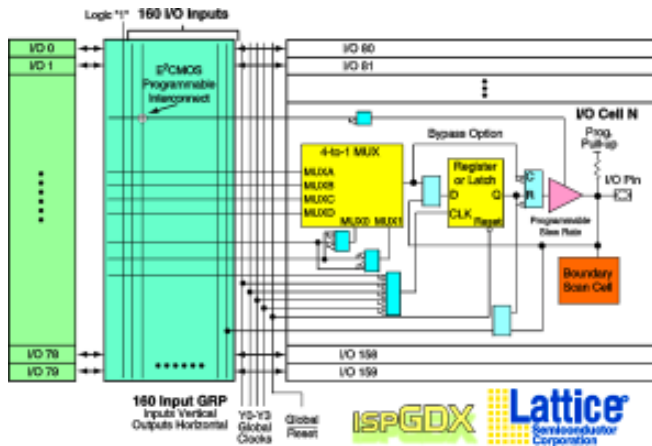 Logic "1"
160 I/O Inputs
I/O 0
I/O 1
I/O 80
I/O 81
E²CMOS
Programmable
Interconnect
I/O Cell N
Bypass Option
Prog.
Pull-up
4-to-1 MUX
MUXA
MUXB
MUXC
MUXD
MUX0 MUX1
Register
or Latch
D
Q
CLK
Reset
C
R
I/O Pin
Programmable
Slew Rate
Boundary
Scan Cell
I/O 78
I/O 79
I/O 158
I/O 159
160 Input GRP
Inputs Vertical
Outputs Horizontal
Y0-Y3
Global
Clocks
Global
Reset
ispGDX
Lattice
Semiconductor
Corporation